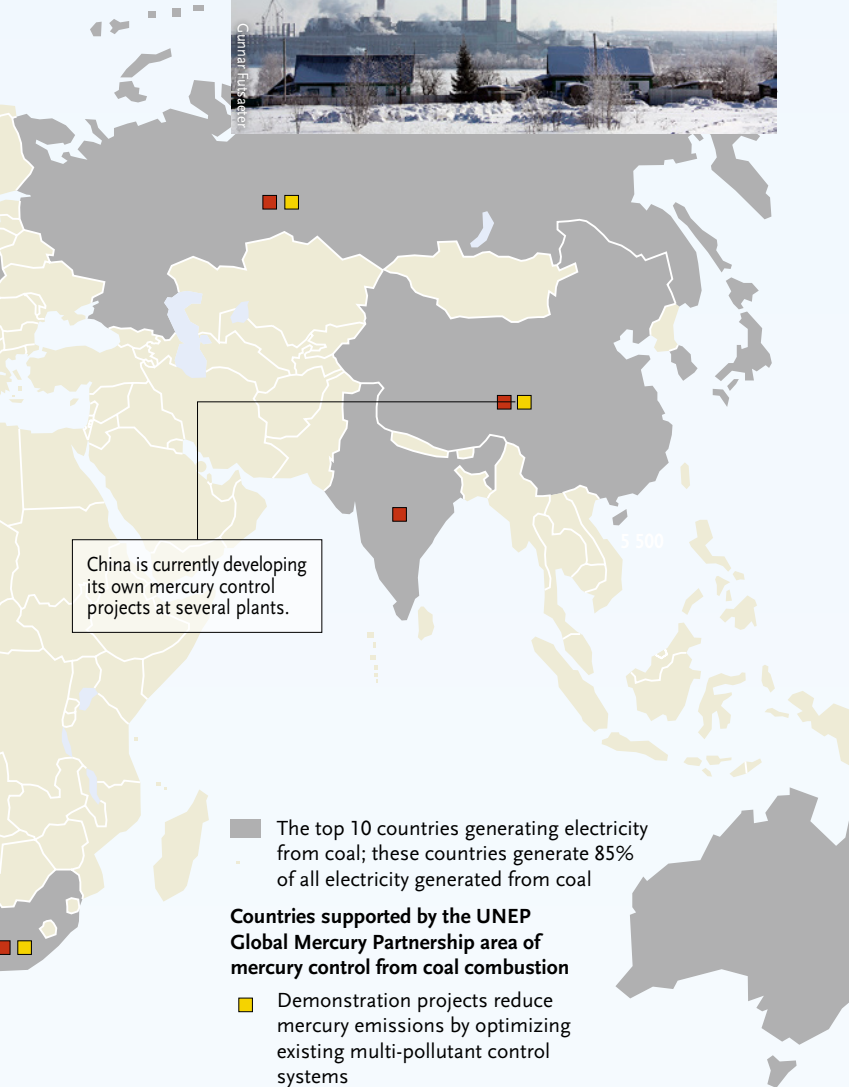 Gunnar Futsaeter
S 500
China is currently developing
its own mercury control
projects at several plants.
The top 10 countries generating electricity
from coal; these countries generate 85%
of all electricity generated from coal
Countries supported by the UNEP
Global Mercury Partnership area of
mercury control from coal combustion
Demonstration projects reduce
mercury emissions by optimizing
existing multi-pollutant control
systems